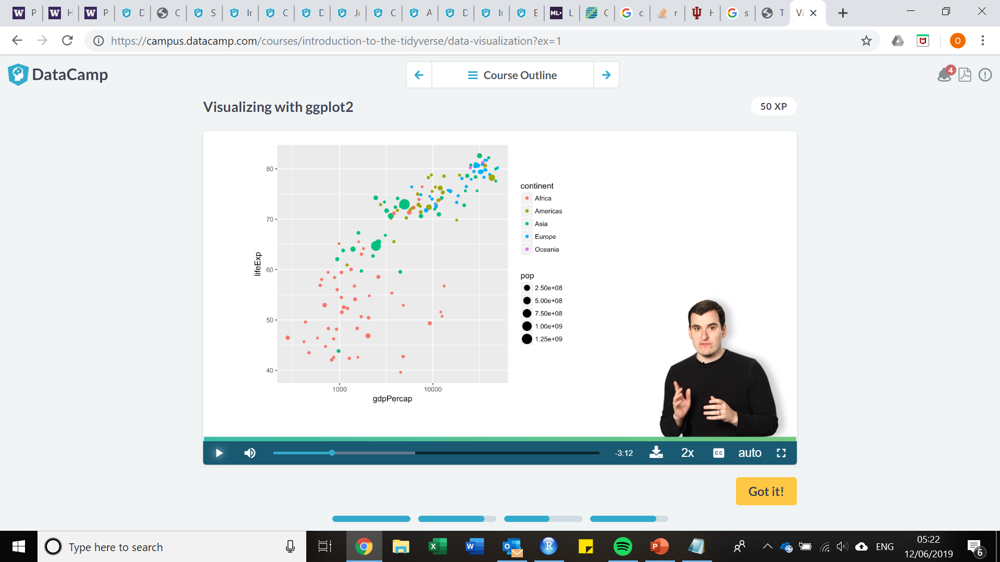 P H P D C S Ir C D Jc C A D Ir E ML+ L C c r H s T Vi
https://campus.datacamp.com/courses/introduction-to-the-tidyverse/data-visualization?ex=1
O
DataCamp
Course Outline
4
Visualizing with ggplot2
50 XP
80
70
60
50
40
lifeExp
1000 10000
gdpPercap
continent
Africa
Americas
Asia
Europe
Oceania
pop
2.50e+08
5.00e+08
7.50e+08
1.00e+09
1.25e+09
-3:12 2x CC auto
Got it!
Type here to search
ENG
05:22
12/06/2019
6